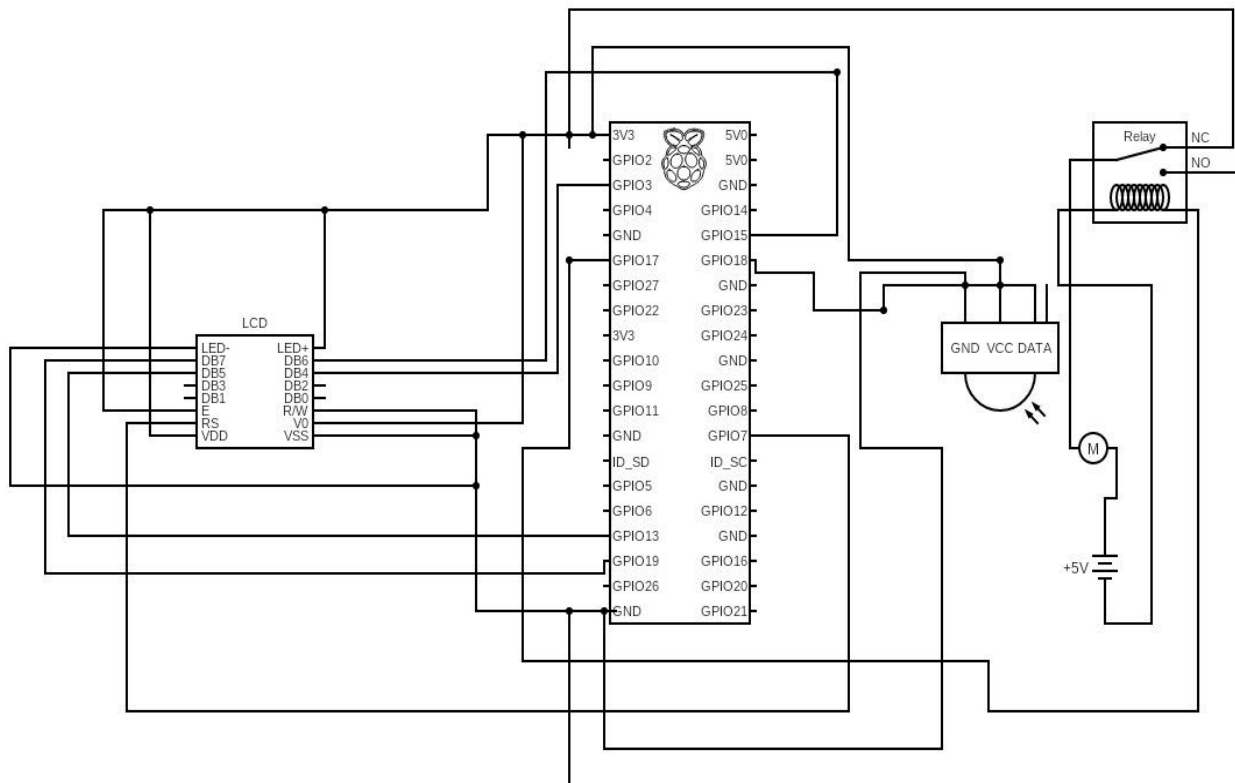 Relay
NC
NO
3V3
GPIO2
GPIO3
GPIO4
GND
GPIO17
GPIO27
GPIO22
3V3
GPIO10
GPIO9
GPIO11
GND
ID_SD
GPIO5
GPIO6
GPIO13
GPIO19
GPIO26
GND
5V0
5V0
GND
GPIO14
GPIO15
GPIO18
GND
GPIO23
GPIO24
GND
GPIO25
GPIO8
GPIO7
ID_SC
GND
GPIO12
GND
GPIO16
GPIO20
GPIO21
LCD
LED-
DB7
DB5
DB3
DB1
E
RS
VDD
LED+
DB6
DB4
DB2
DB0
R/W
V0
VSS
GND VCC DATA
M
+5V